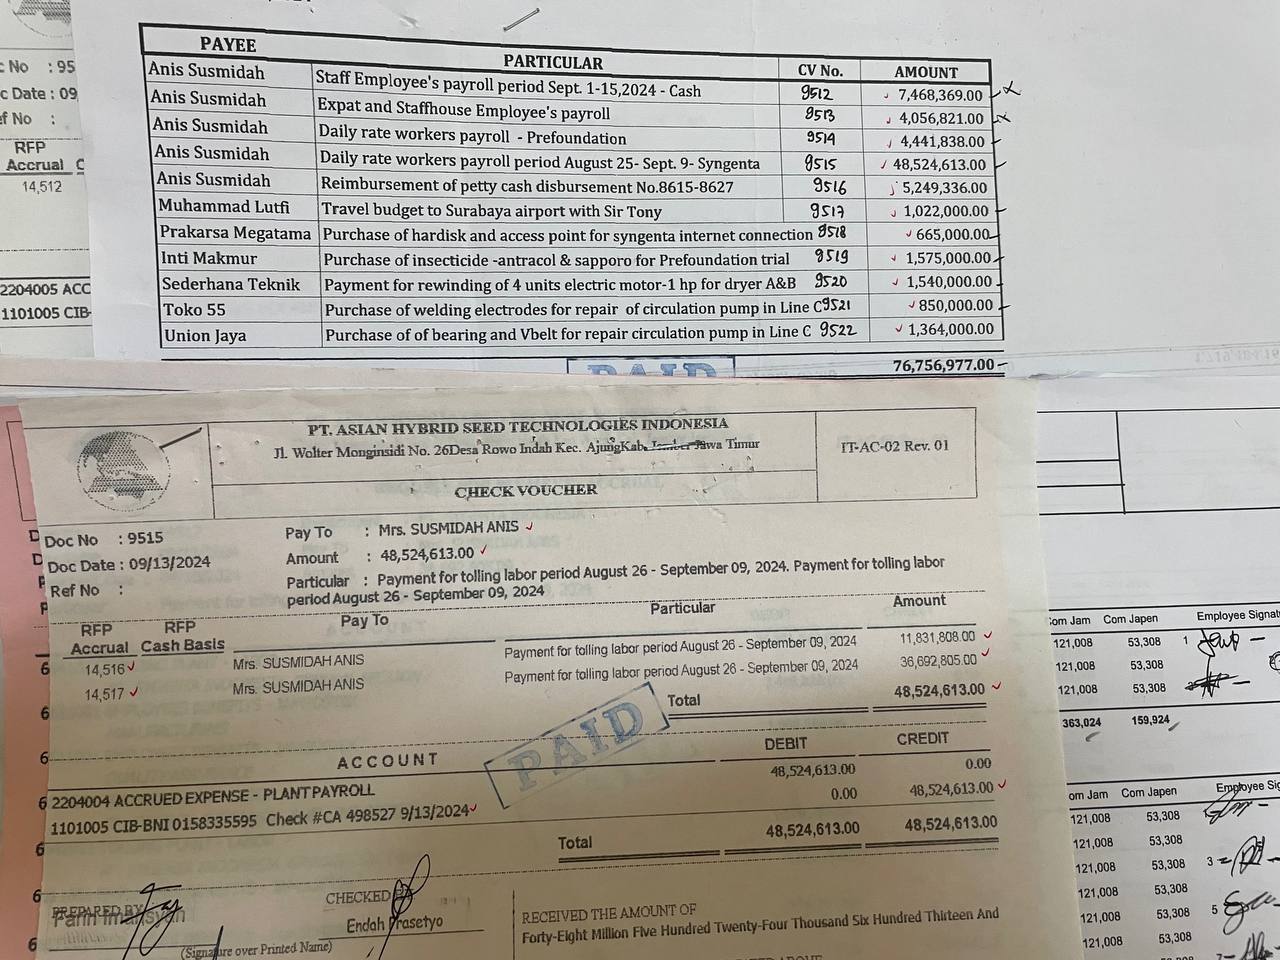 PAYEE PARTICULAR CV No. AMOUNT
Anis Susmidah Staff Employee's payroll period Sept. 1-15,2024 - Cash 9512 7,468,369.00
Anis Susmidah Expat and Staffhouse Employee's payroll 9513 4,056,821.00
Anis Susmidah Daily rate workers payroll - Prefoundation 9514 4,441,838.00
Anis Susmidah Daily rate workers payroll period August 25- Sept. 9- Syngenta 9515 48,524,613.00
Anis Susmidah Reimbursement of petty cash disbursement No.8615-8627 9516 5,249,336.00
Muhammad Lutfi Travel budget to Surabaya airport with Sir Tony 9517 1,022,000.00
Prakarsa Megatama Purchase of hardisk and access point for syngenta internet connection 9518 665,000.00
Inti Makmur Purchase of insecticide -antracol & sapporo for Prefoundation trial 9519 1,575,000.00
Sederhana Teknik Payment for rewinding of 4 units electric motor-1 hp for dryer A&B 9520 1,540,000.00
Toko 55 Purchase of welding electrodes for repair of circulation pump in Line C 9521 850,000.00
Union Jaya Purchase of of bearing and Vbelt for repair circulation pump in Line C 9522 1,364,000.00
76,756,977.00
PAID
No : 95
Date : 09
No :
RFP
Accrual C
14,512
2204005 ACC
1101005 CIB-
PT. ASIAN HYBRID SEED TECHNOLOGIES INDONESIA
Jl. Wolter Monginsidi No. 26Desa Rowo Indah Kec. AjungKab. Jember-Jawa Timur
IT-AC-02 Rev. 01
CHECK VOUCHER
Doc No : 9515
Doc Date : 09/13/2024
Ref No :
Pay To : Mrs. SUSMIDAH ANIS
Amount : 48,524,613.00
Particular : Payment for tolling labor period August 26 - September 09, 2024. Payment for tolling labor
period August 26 - September 09, 2024
RFP Accrual RFP Cash Basis Pay To Particular Amount
14,516 Mrs. SUSMIDAH ANIS Payment for tolling labor period August 26 - September 09, 2024 11,831,808.00
14,517 Mrs. SUSMIDAH ANIS Payment for tolling labor period August 26 - September 09, 2024 36,692,805.00
Total 48,524,613.00
PAID
ACCOUNT DEBIT CREDIT
2204004 ACCRUED EXPENSE - PLANT PAYROLL 48,524,613.00 0.00
1101005 CIB-BNI 0158335595 Check #CA 498527 9/13/2024 0.00 48,524,613.00
Total 48,524,613.00 48,524,613.00
PREPARED BY
CHECKED
Endah Prasetyo
(Signature over Printed Name)
RECEIVED THE AMOUNT OF
Forty-Eight Million Five Hundred Twenty-Four Thousand Six Hundred Thirteen And
Com Jam Com Japen Employee Signat
121,008 53,308 1
121,008 53,308
121,008 53,308
363,024 159,924
om Jam Com Japen Employee Sig
121,008 53,308
121,008 53,308
121,008 53,308 3
121,008 53,308
121,008 53,308 5
121,008 53,308